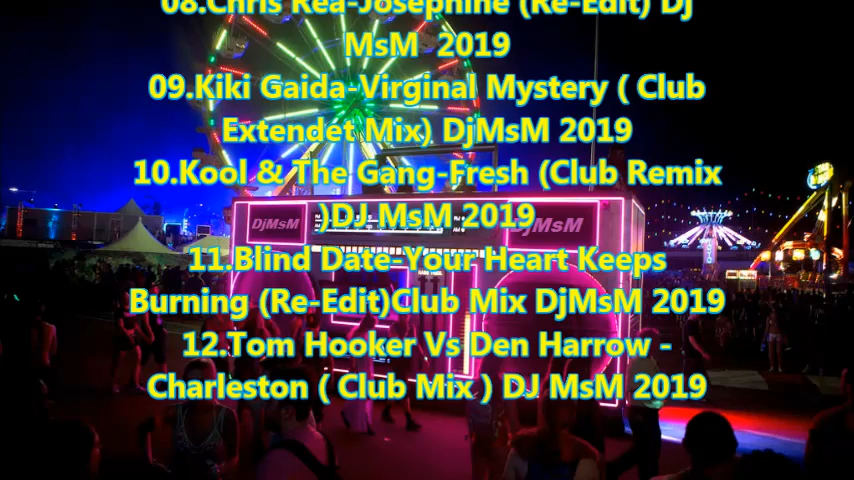 08.Chris Rea-Josephine (Re-Edit) Dj
MsM 2019
09.Kiki Gaida-Virginal Mystery ( Club
Extendet Mix) DjMsM 2019
10.Kool & The Gang-Fresh (Club Remix
)DJ MsM 2019
DjMsM
DjMsM
11.Blind Date-Your Heart Keeps
Burning (Re-Edit)Club Mix DjMsM 2019
12.Tom Hooker Vs Den Harrow -
Charleston ( Club Mix ) DJ MsM 2019